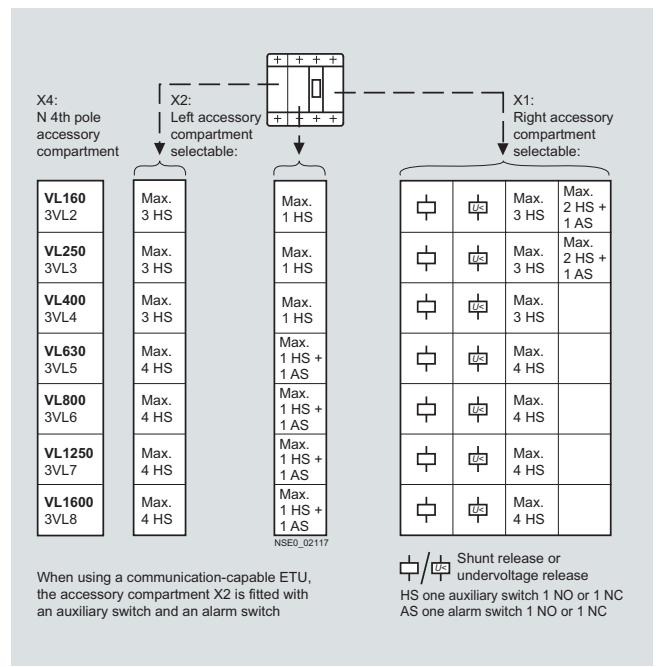 X4:
N 4th pole
accessory
compartment
X2:
Left accessory
compartment
selectable:
X1:
Right accessory
compartment
selectable:
VL160
3VL2
Max.
3 HS
Max.
1 HS
U<
Max.
3 HS
Max.
2 HS +
1 AS
VL250
3VL3
Max.
3 HS
Max.
1 HS
U<
Max.
3 HS
Max.
2 HS +
1 AS
VL400
3VL4
Max.
3 HS
Max.
1 HS
U<
Max.
3 HS
VL630
3VL5
Max.
4 HS
Max.
1 HS +
1 AS
U<
Max.
4 HS
VL800
3VL6
Max.
4 HS
Max.
1 HS +
1 AS
U<
Max.
4 HS
VL1250
3VL7
Max.
4 HS
Max.
1 HS +
1 AS
U<
Max.
4 HS
VL1600
3VL8
Max.
4 HS
Max.
1 HS +
1 AS
U<
Max.
4 HS
NSE0_02117
When using a communication-capable ETU,
the accessory compartment X2 is fitted with
an auxiliary switch and an alarm switch
U<
Shunt release or
undervoltage release
HS one auxiliary switch 1 NO or 1 NC
AS one alarm switch 1 NO or 1 NC